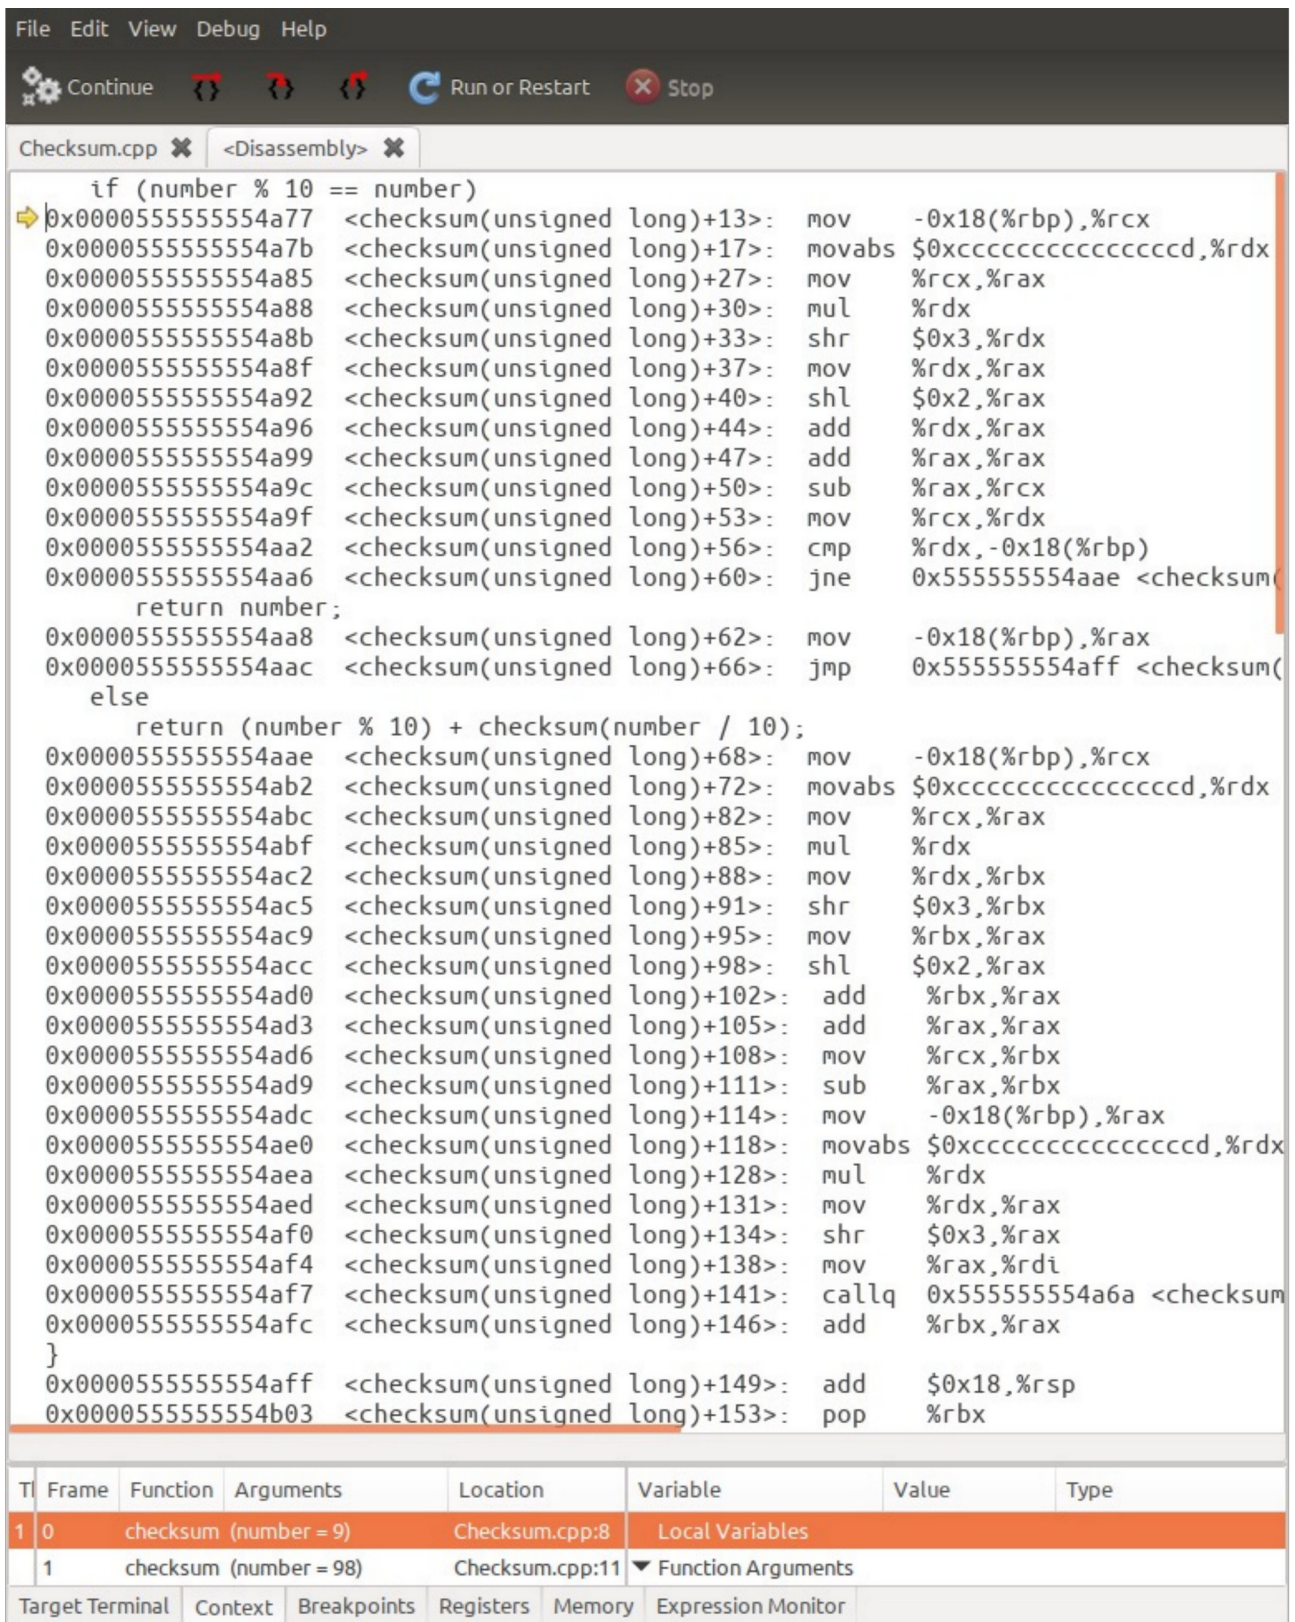 File Edit View Debug Help
Continue Run or Restart Stop
Checksum.cpp <Disassembly>
if (number % 10 == number)
0x0000555555554a77 <checksum(unsigned long)+13>: mov -0x18(%rbp),%rcx
0x0000555555554a7b <checksum(unsigned long)+17>: movabs $0xcccccccccccccccd,%rdx
0x0000555555554a85 <checksum(unsigned long)+27>: mov %rcx,%rax
0x0000555555554a88 <checksum(unsigned long)+30>: mul %rdx
0x0000555555554a8b <checksum(unsigned long)+33>: shr $0x3,%rdx
0x0000555555554a8f <checksum(unsigned long)+37>: mov %rdx,%rax
0x0000555555554a92 <checksum(unsigned long)+40>: shl $0x2,%rax
0x0000555555554a96 <checksum(unsigned long)+44>: add %rdx,%rax
0x0000555555554a99 <checksum(unsigned long)+47>: add %rax,%rax
0x0000555555554a9c <checksum(unsigned long)+50>: sub %rax,%rcx
0x0000555555554a9f <checksum(unsigned long)+53>: mov %rcx,%rdx
0x0000555555554aa2 <checksum(unsigned long)+56>: cmp %rdx,-0x18(%rbp)
0x0000555555554aa6 <checksum(unsigned long)+60>: jne 0x555555554aae <checksum(
return number;
0x0000555555554aa8 <checksum(unsigned long)+62>: mov -0x18(%rbp),%rax
0x0000555555554aac <checksum(unsigned long)+66>: jmp 0x555555554aff <checksum(
else
return (number % 10) + checksum(number / 10);
0x0000555555554aae <checksum(unsigned long)+68>: mov -0x18(%rbp),%rcx
0x0000555555554ab2 <checksum(unsigned long)+72>: movabs $0xcccccccccccccccd,%rdx
0x0000555555554abc <checksum(unsigned long)+82>: mov %rcx,%rax
0x0000555555554abf <checksum(unsigned long)+85>: mul %rdx
0x0000555555554ac2 <checksum(unsigned long)+88>: mov %rdx,%rbx
0x0000555555554ac5 <checksum(unsigned long)+91>: shr $0x3,%rbx
0x0000555555554ac9 <checksum(unsigned long)+95>: mov %rbx,%rax
0x0000555555554acc <checksum(unsigned long)+98>: shl $0x2,%rax
0x0000555555554ad0 <checksum(unsigned long)+102>: add %rbx,%rax
0x0000555555554ad3 <checksum(unsigned long)+105>: add %rax,%rax
0x0000555555554ad6 <checksum(unsigned long)+108>: mov %rcx,%rbx
0x0000555555554ad9 <checksum(unsigned long)+111>: sub %rax,%rbx
0x0000555555554adc <checksum(unsigned long)+114>: mov -0x18(%rbp),%rax
0x0000555555554ae0 <checksum(unsigned long)+118>: movabs $0xcccccccccccccccd,%rdx
0x0000555555554aea <checksum(unsigned long)+128>: mul %rdx
0x0000555555554aed <checksum(unsigned long)+131>: mov %rdx,%rax
0x0000555555554af0 <checksum(unsigned long)+134>: shr $0x3,%rax
0x0000555555554af4 <checksum(unsigned long)+138>: mov %rax,%rdi
0x0000555555554af7 <checksum(unsigned long)+141>: callq 0x555555554a6a <checksum
0x0000555555554afc <checksum(unsigned long)+146>: add %rbx,%rax
}
0x0000555555554aff <checksum(unsigned long)+149>: add $0x18,%rsp
0x0000555555554b03 <checksum(unsigned long)+153>: pop %rbx
Frame Function Arguments Location Variable Value Type
1 0 checksum (number = 9) Checksum.cpp:8 Local Variables
1 checksum (number = 98) Checksum.cpp:11 Function Arguments
Target Terminal Context Breakpoints Registers Memory Expression Monitor